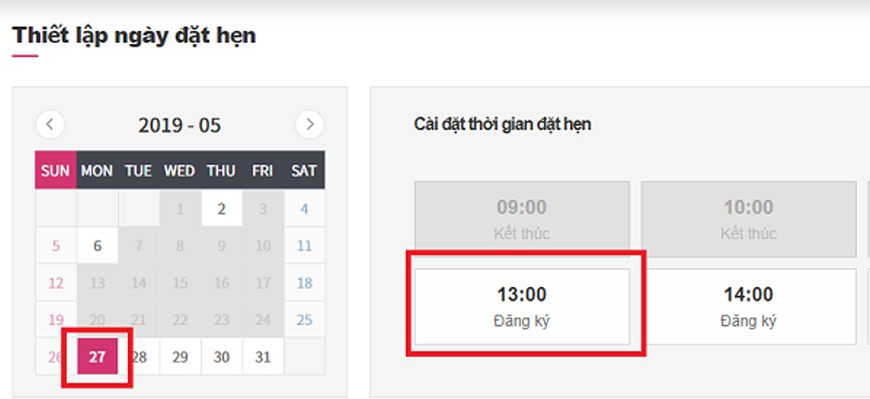 Thiết lập ngày đặt hẹn
2019 - 05
SUN MON TUE WED THU FRI SAT
1 2 3 4
5 6 7 8 9 10 11
12 13 14 15 16 17 18
19 20 21 22 23 24 25
26 27 28 29 30 31
Cài đặt thời gian đặt hẹn
09:00 10:00
Kết thúc Kết thúc
13:00 14:00
Đăng ký Đăng ký